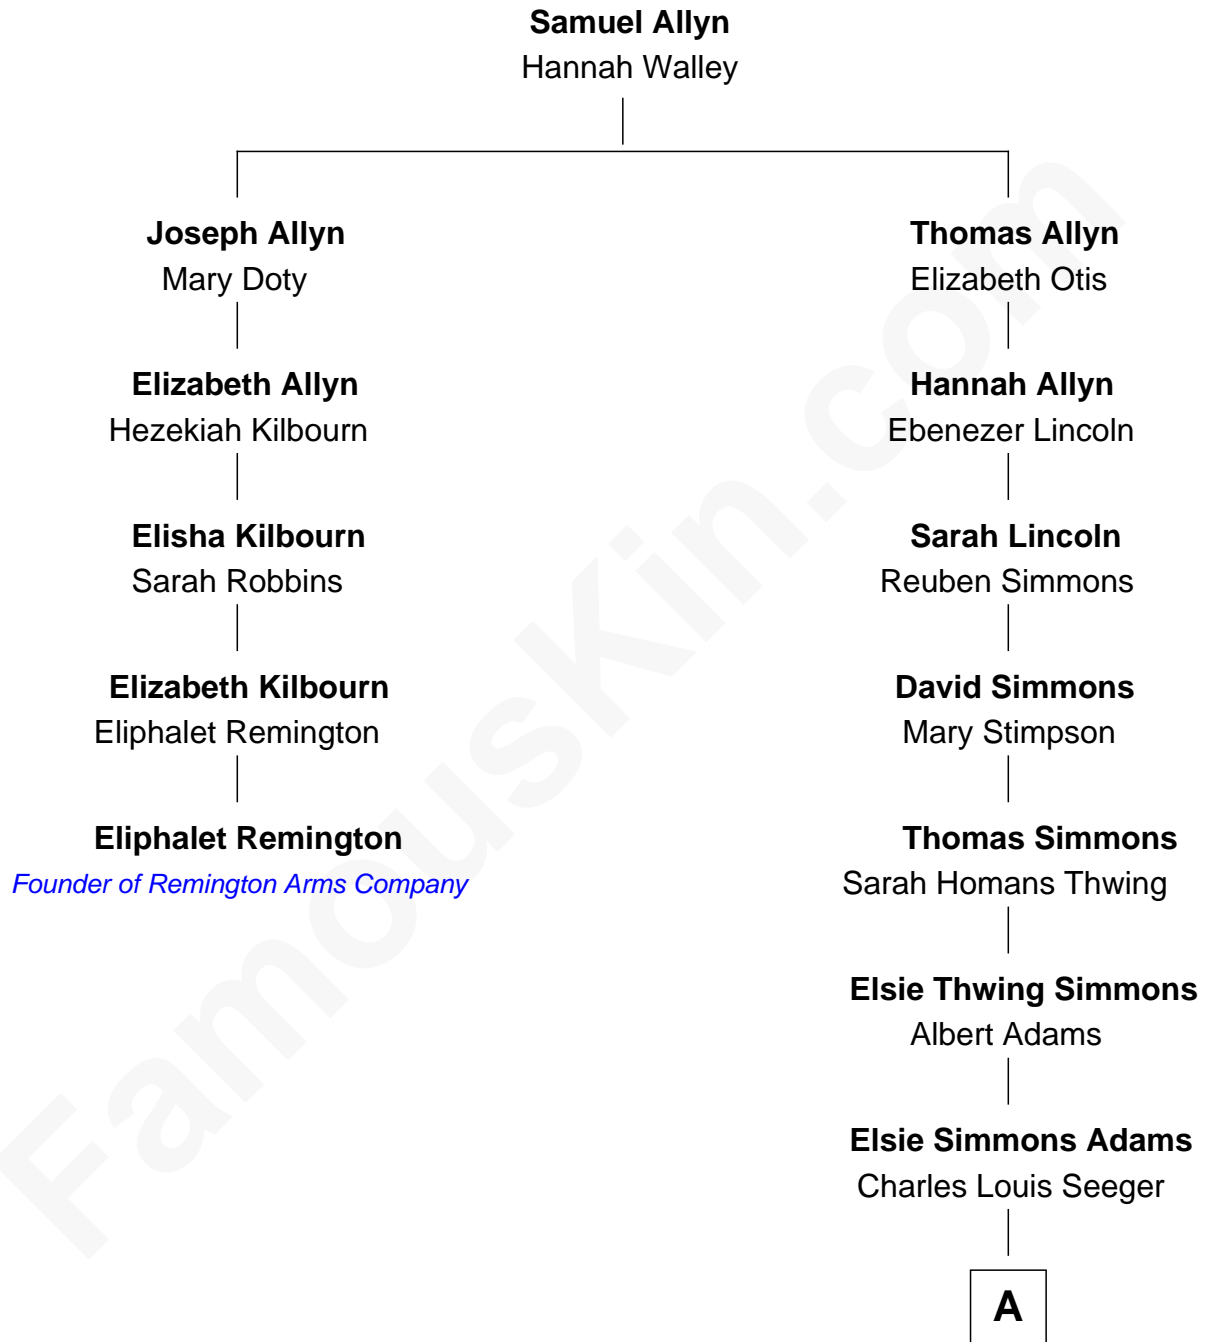 Samuel Allyn
Hannah Walley
Joseph Allyn
Mary Doty
Thomas Allyn
Elizabeth Otis
Elizabeth Allyn
Hezekiah Kilbourn
Hannah Allyn
Ebenezer Lincoln
Elisha Kilbourn
Sarah Robbins
Sarah Lincoln
Reuben Simmons
Elizabeth Kilbourn
Eliphalet Remington
David Simmons
Mary Stimpson
Eliphalet Remington
Founder of Remington Arms Company
Thomas Simmons
Sarah Homans Thwing
Elsie Thwing Simmons
Albert Adams
Elsie Simmons Adams
Charles Louis Seeger
A
FamousKin.com